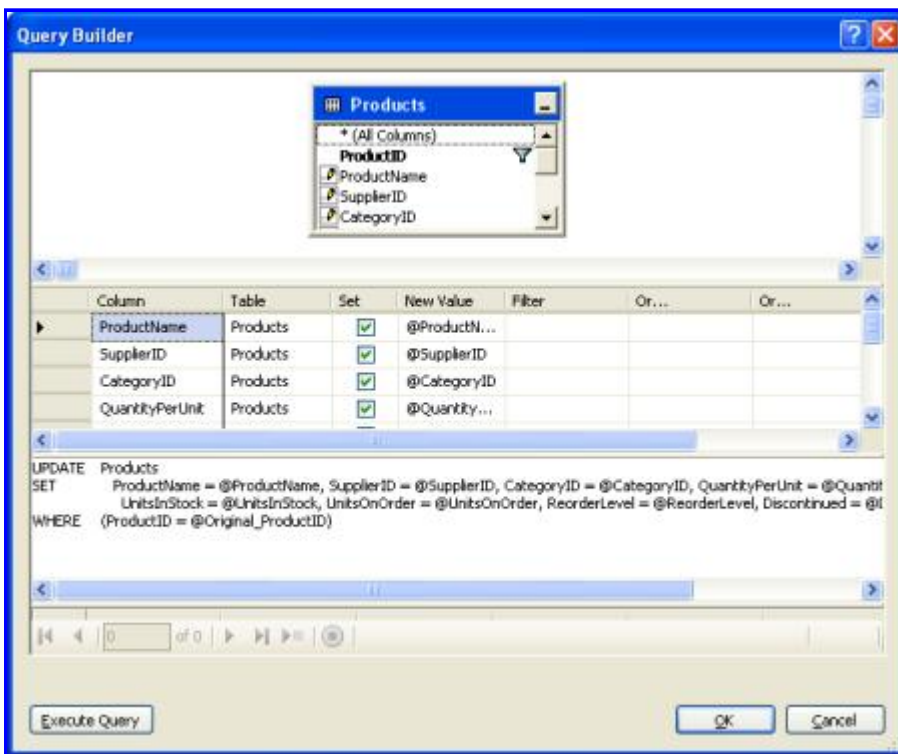 Query Builder
Products
* (All Columns)
ProductID
ProductName
SupplierID
CategoryID
Column Table Set New Value Filter Or... Or...
ProductName Products @ProductN...
SupplierID Products @SupplierID
CategoryID Products @CategoryID
QuantityPerUnit Products @Quantity...
UPDATE Products
SET ProductName = @ProductName, SupplierID = @SupplierID, CategoryID = @CategoryID, QuantityPerUnit = @Quantit
UnitsInStock = @UnitsInStock, UnitsOnOrder = @UnitsOnOrder, ReorderLevel = @ReorderLevel, Discontinued = @
WHERE (ProductID = @Original_ProductID)
0 of 0
Execute Query OK Cancel